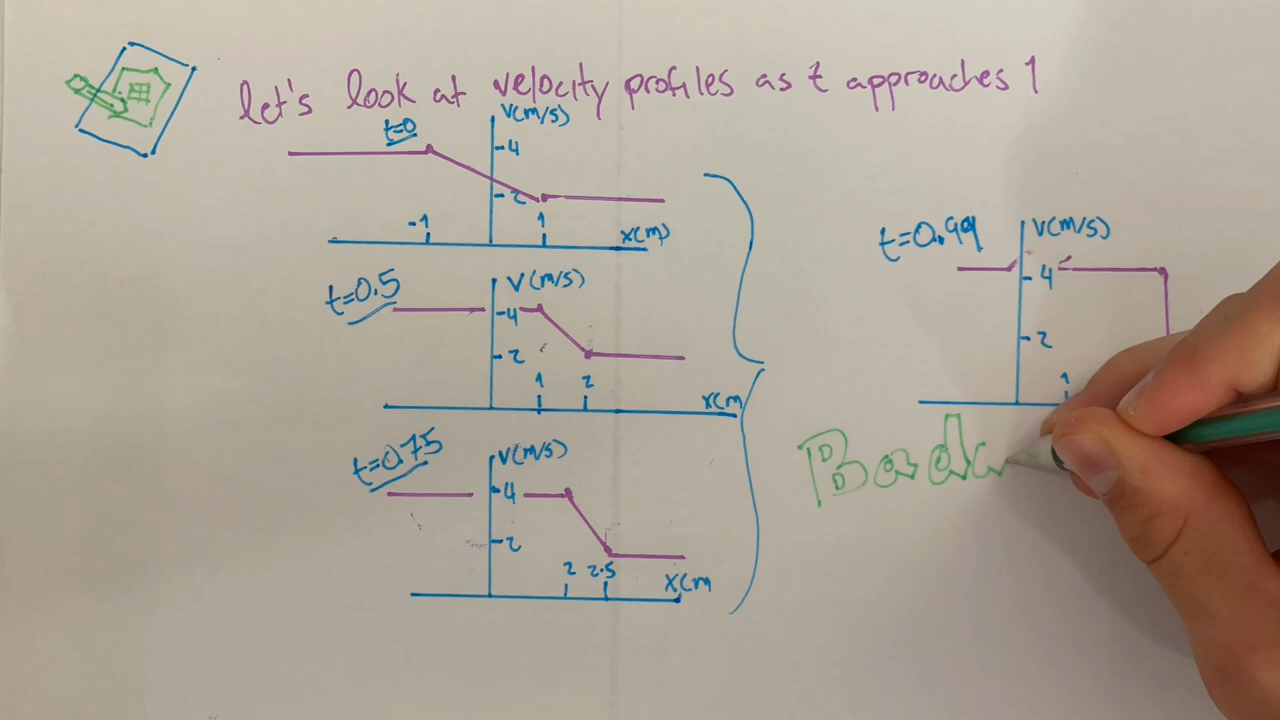 let's look at velocity profiles as t approaches 1
t=0
V(m/s)
4
2
-1
1
x(m)
t=0.5
V(m/s)
4
2
1
2
x(m
t=0.75
V(m/s)
4
2
2
2.5
x(m
t=0.99
V(m/s)
4
2
1